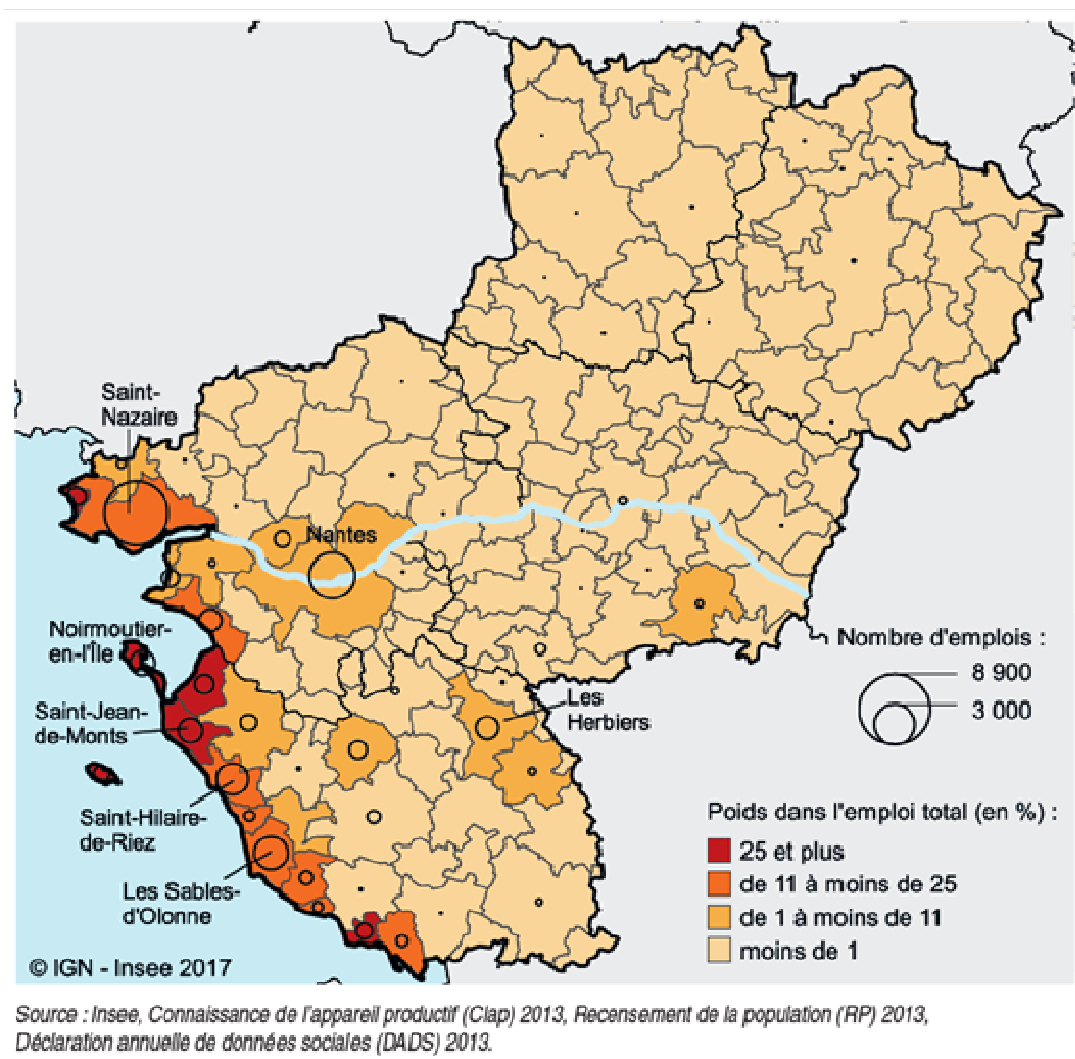 Saint-
Nazaire
Nantes
Noirmoutier-
en-l'Île
Saint-Jean-
de-Monts
Saint-Hilaire-
de-Riez
Les Sables-
d'Olonne
Les
Herbiers
Nombre d'emplois :
8 900
3 000
Poids dans l'emploi total (en %) :
25 et plus
de 11 à moins de 25
de 1 à moins de 11
moins de 1
© IGN - Insee 2017
Source : Insee, Connaissance de l'appareil productif (Clap) 2013, Recensement de la population (RP) 2013,
Déclaration annuelle de données sociales (DADS) 2013.